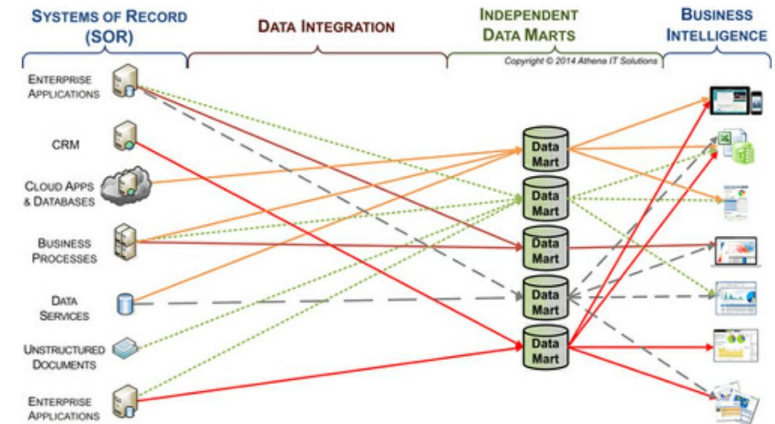 SYSTEMS OF RECORD
(SOR)
DATA INTEGRATION
INDEPENDENT
DATA MARTS
BUSINESS
INTELLIGENCE
Copyright © 2014 Athena IT Solutions
ENTERPRISE
APPLICATIONS
CRM
CLOUD APPS
& DATABASES
BUSINESS
PROCESSES
DATA
SERVICES
UNSTRUCTURED
DOCUMENTS
ENTERPRISE
APPLICATIONS
Data
Mart
Data
Mart
Data
Mart
Data
Mart
Data
Mart